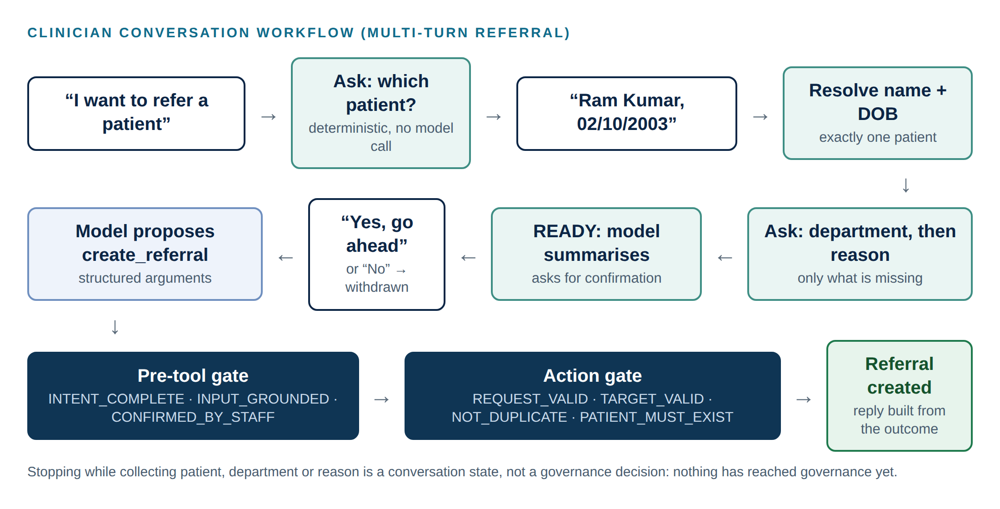 CLINICIAN CONVERSATION WORKFLOW (MULTI-TURN REFERRAL)
“I want to refer a
patient”
→
Ask: which
patient?
deterministic, no model
call
→
“Ram Kumar,
02/10/2003”
→
Resolve name +
DOB
exactly one patient
↓
Ask: department, then
reason
only what is missing
←
READY: model
summarises
asks for confirmation
←
“Yes, go
ahead”
or “No” →
withdrawn
←
Model proposes
create_referral
structured arguments
↓
Pre-tool gate
INTENT_COMPLETE · INPUT_GROUNDED ·
CONFIRMED_BY_STAFF
→
Action gate
REQUEST_VALID · TARGET_VALID ·
NOT_DUPLICATE · PATIENT_MUST_EXIST
→
Referral
created
reply built from
the outcome
Stopping while collecting patient, department or reason is a conversation state, not a governance decision: nothing has reached governance yet.